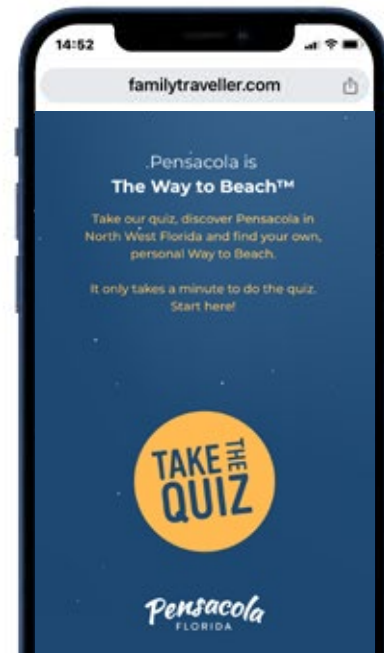 14:52
familytraveller.com
Pensacola is
The Way to Beach™
Take our quiz, discover Pensacola in
North West Florida and find your own,
personal Way to Beach.
It only takes a minute to do the quiz.
Start here!
TAKE THE
QUIZ
Pensacola
FLORIDA